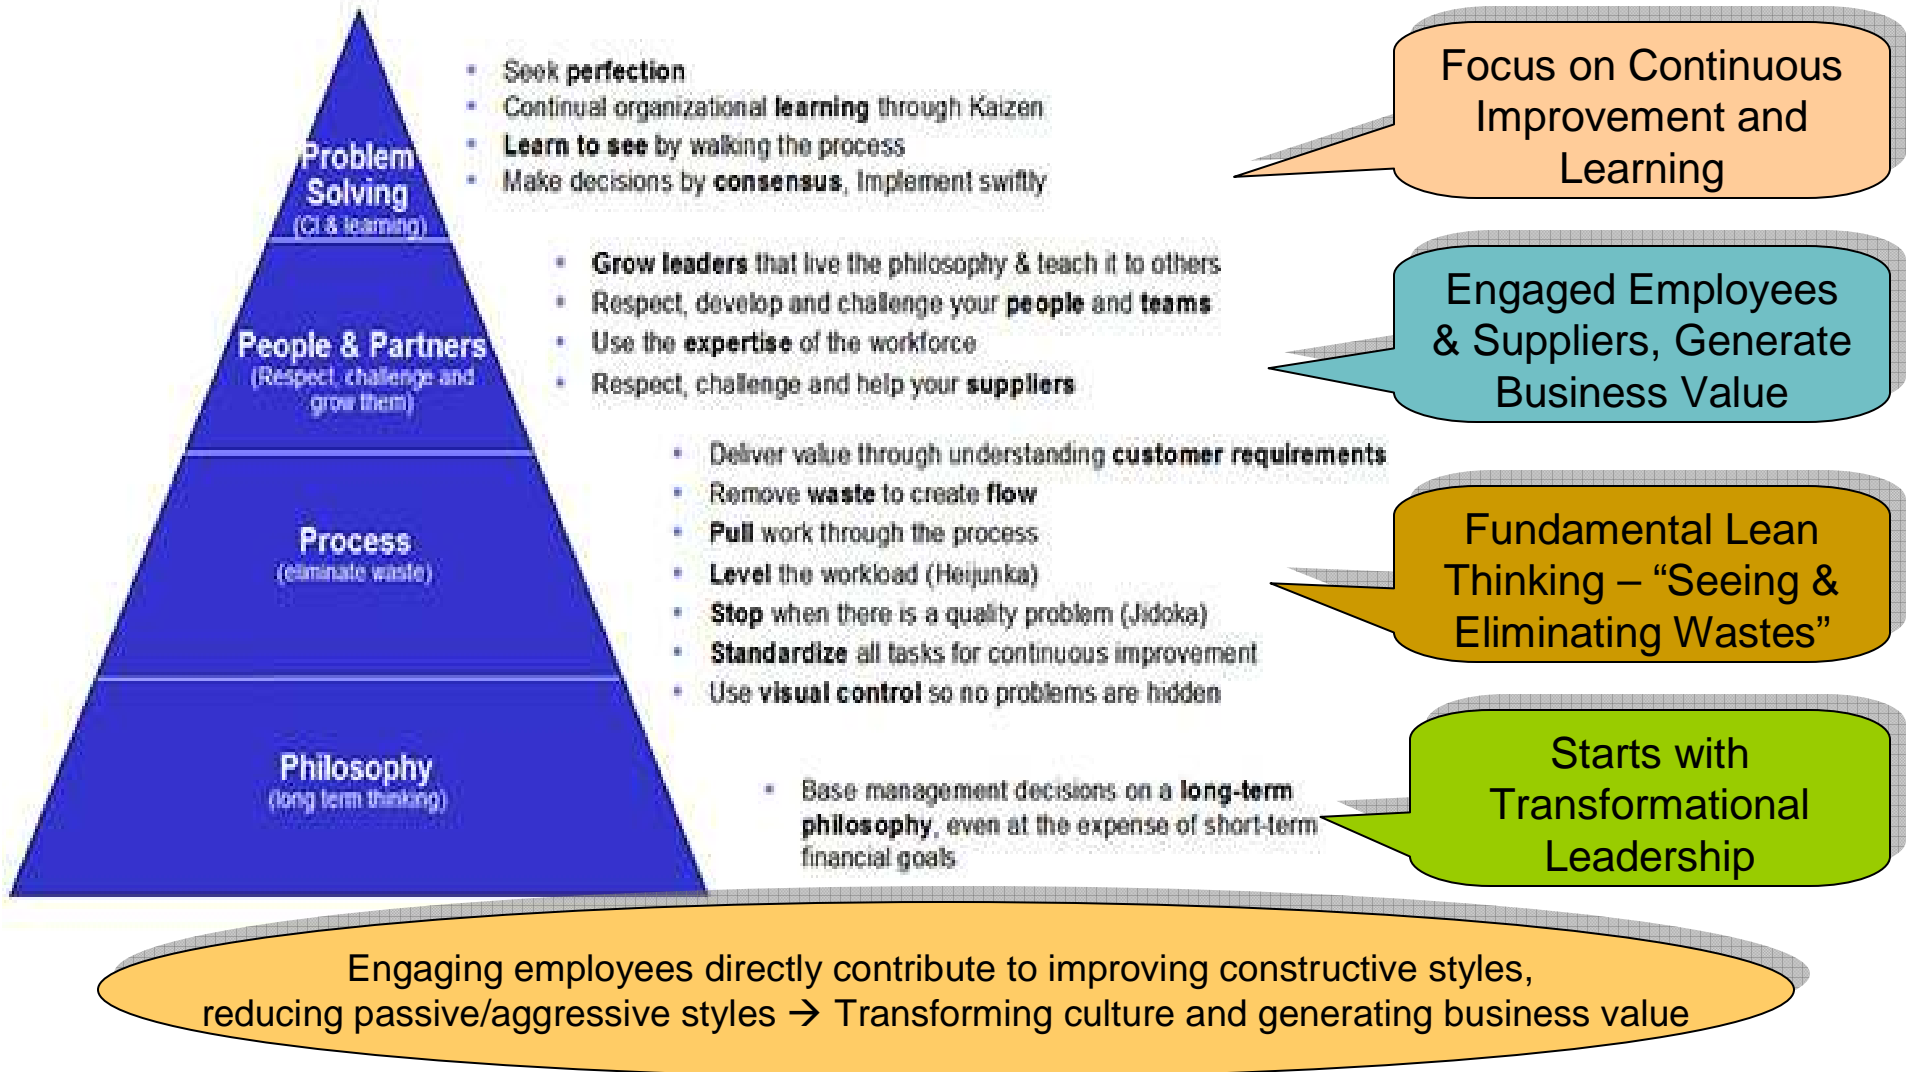 Problem
Solving
(CI & learning)
• Seek perfection
• Continual organizational learning through Kaizen
• Learn to see by walking the process
• Make decisions by consensus, Implement swiftly
Focus on Continuous
Improvement and
Learning
People & Partners
(Respect, challenge and
grow them)
• Grow leaders that live the philosophy & teach it to others
• Respect, develop and challenge your people and teams
• Use the expertise of the workforce
• Respect, challenge and help your suppliers
Engaged Employees
& Suppliers, Generate
Business Value
Process
(eliminate waste)
• Deliver value through understanding customer requirements
• Remove waste to create flow
• Pull work through the process
• Level the workload (Heijunka)
• Stop when there is a quality problem (Jidoka)
• Standardize all tasks for continuous improvement
• Use visual control so no problems are hidden
Fundamental Lean
Thinking – “Seeing &
Eliminating Wastes”
Philosophy
(long term thinking)
• Base management decisions on a long-term
philosophy, even at the expense of short-term
financial goals
Starts with
Transformational
Leadership
Engaging employees directly contribute to improving constructive styles,
reducing passive/aggressive styles → Transforming culture and generating business value